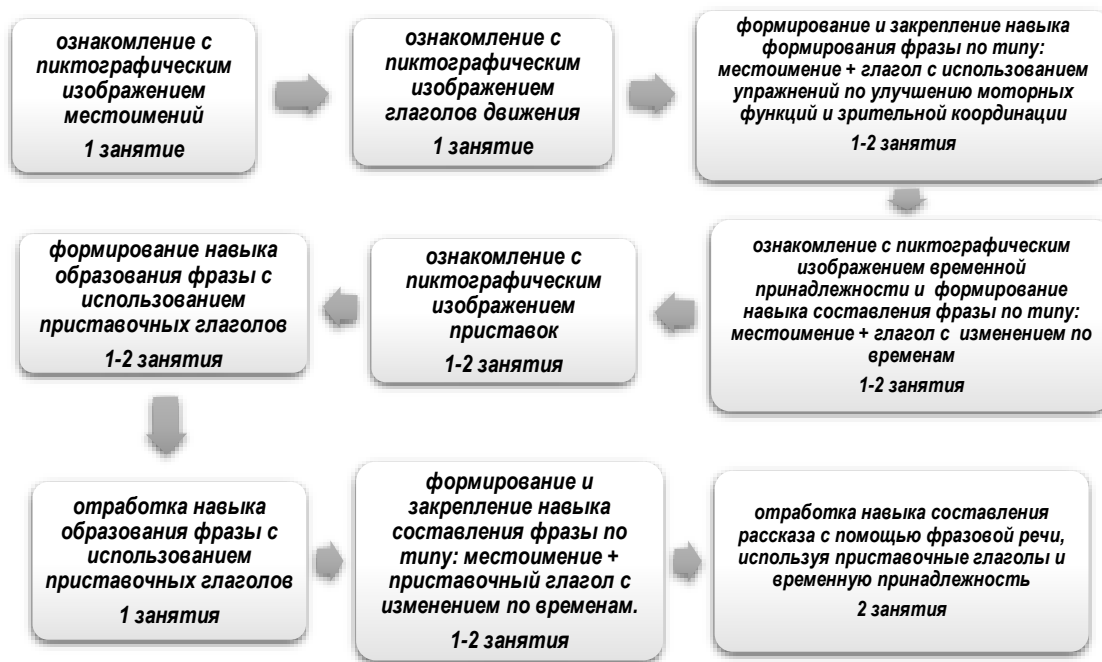 ознакомление с
пиктографическим
изображением
местоимений
1 занятие
ознакомление с
пиктографическим
изображением
глаголов движения
1 занятие
формирование и закрепление навыка
формирования фразы по типу:
местоимение + глагол с использованием
упражнений по улучшению моторных
функций и зрительной координации
1-2 занятия
ознакомление с пиктографическим
изображением временной
принадлежности и формирование
навыка составления фразы по типу:
местоимение + глагол с изменением по
временам
1-2 занятия
ознакомление с
пиктографическим
изображением
приставок
1-2 занятия
формирование навыка
образования фразы с
использованием
приставочных глаголов
1-2 занятия
отработка навыка
образования фразы с
использованием
приставочных глаголов
1 занятия
формирование и
закрепление навыка
составления фразы по
типу: местоимение +
приставочный глагол с
изменением по временам.
1-2 занятия
отработка навыка составления
рассказа с помощью фразовой речи,
используя приставочные глаголы и
временную принадлежность
2 занятия